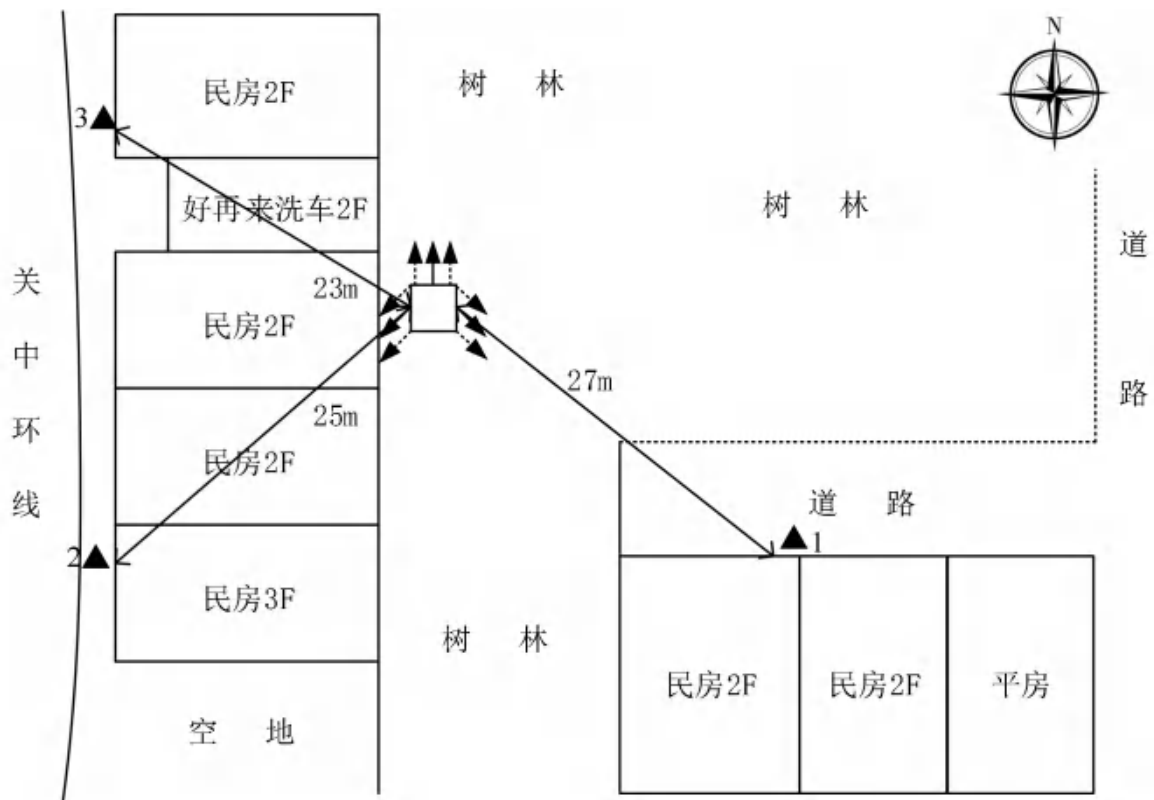 N
民房2F
树 林
3
好再来洗车2F
树 林
道路
关中环线
23m
民房2F
27m
25m
民房2F
道 路
2
1
民房3F
树 林
民房2F
民房2F
平房
空 地